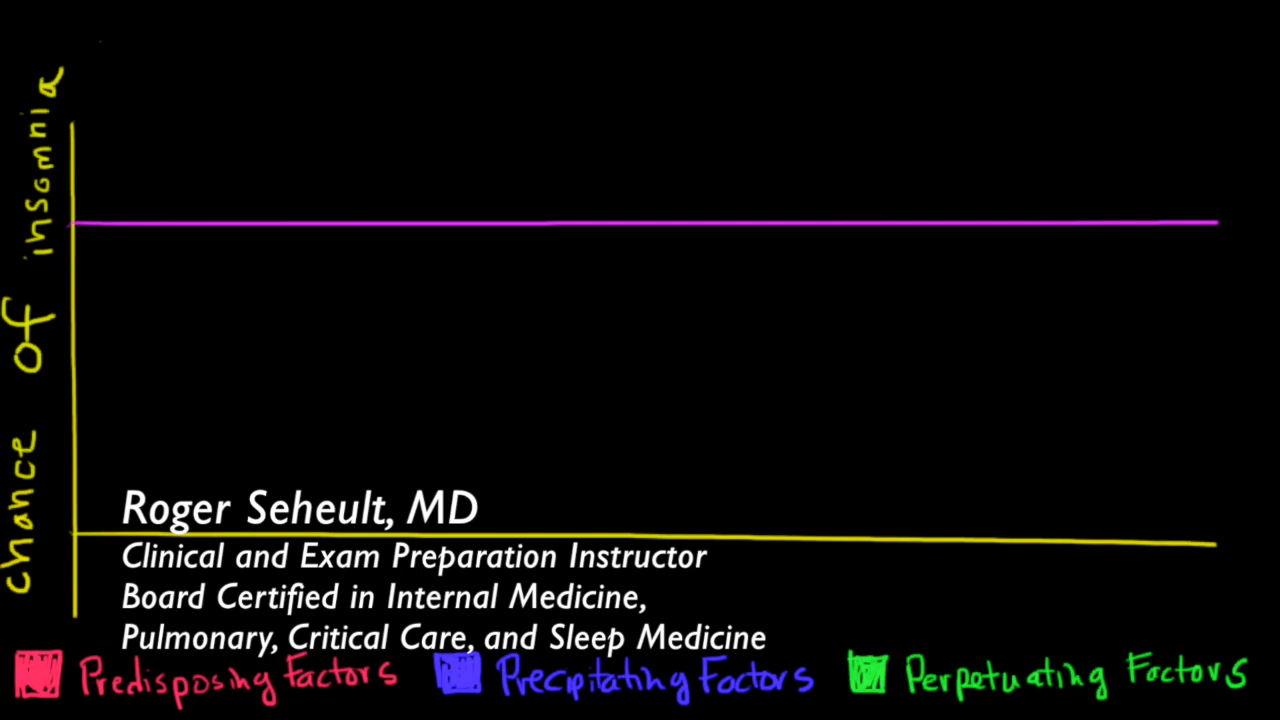 chance of insomnia
Roger Seheult, MD
Clinical and Exam Preparation Instructor
Board Certified in Internal Medicine,
Pulmonary, Critical Care, and Sleep Medicine
Predisposing Factors
Precipitating Factors
Perpetuating Factors